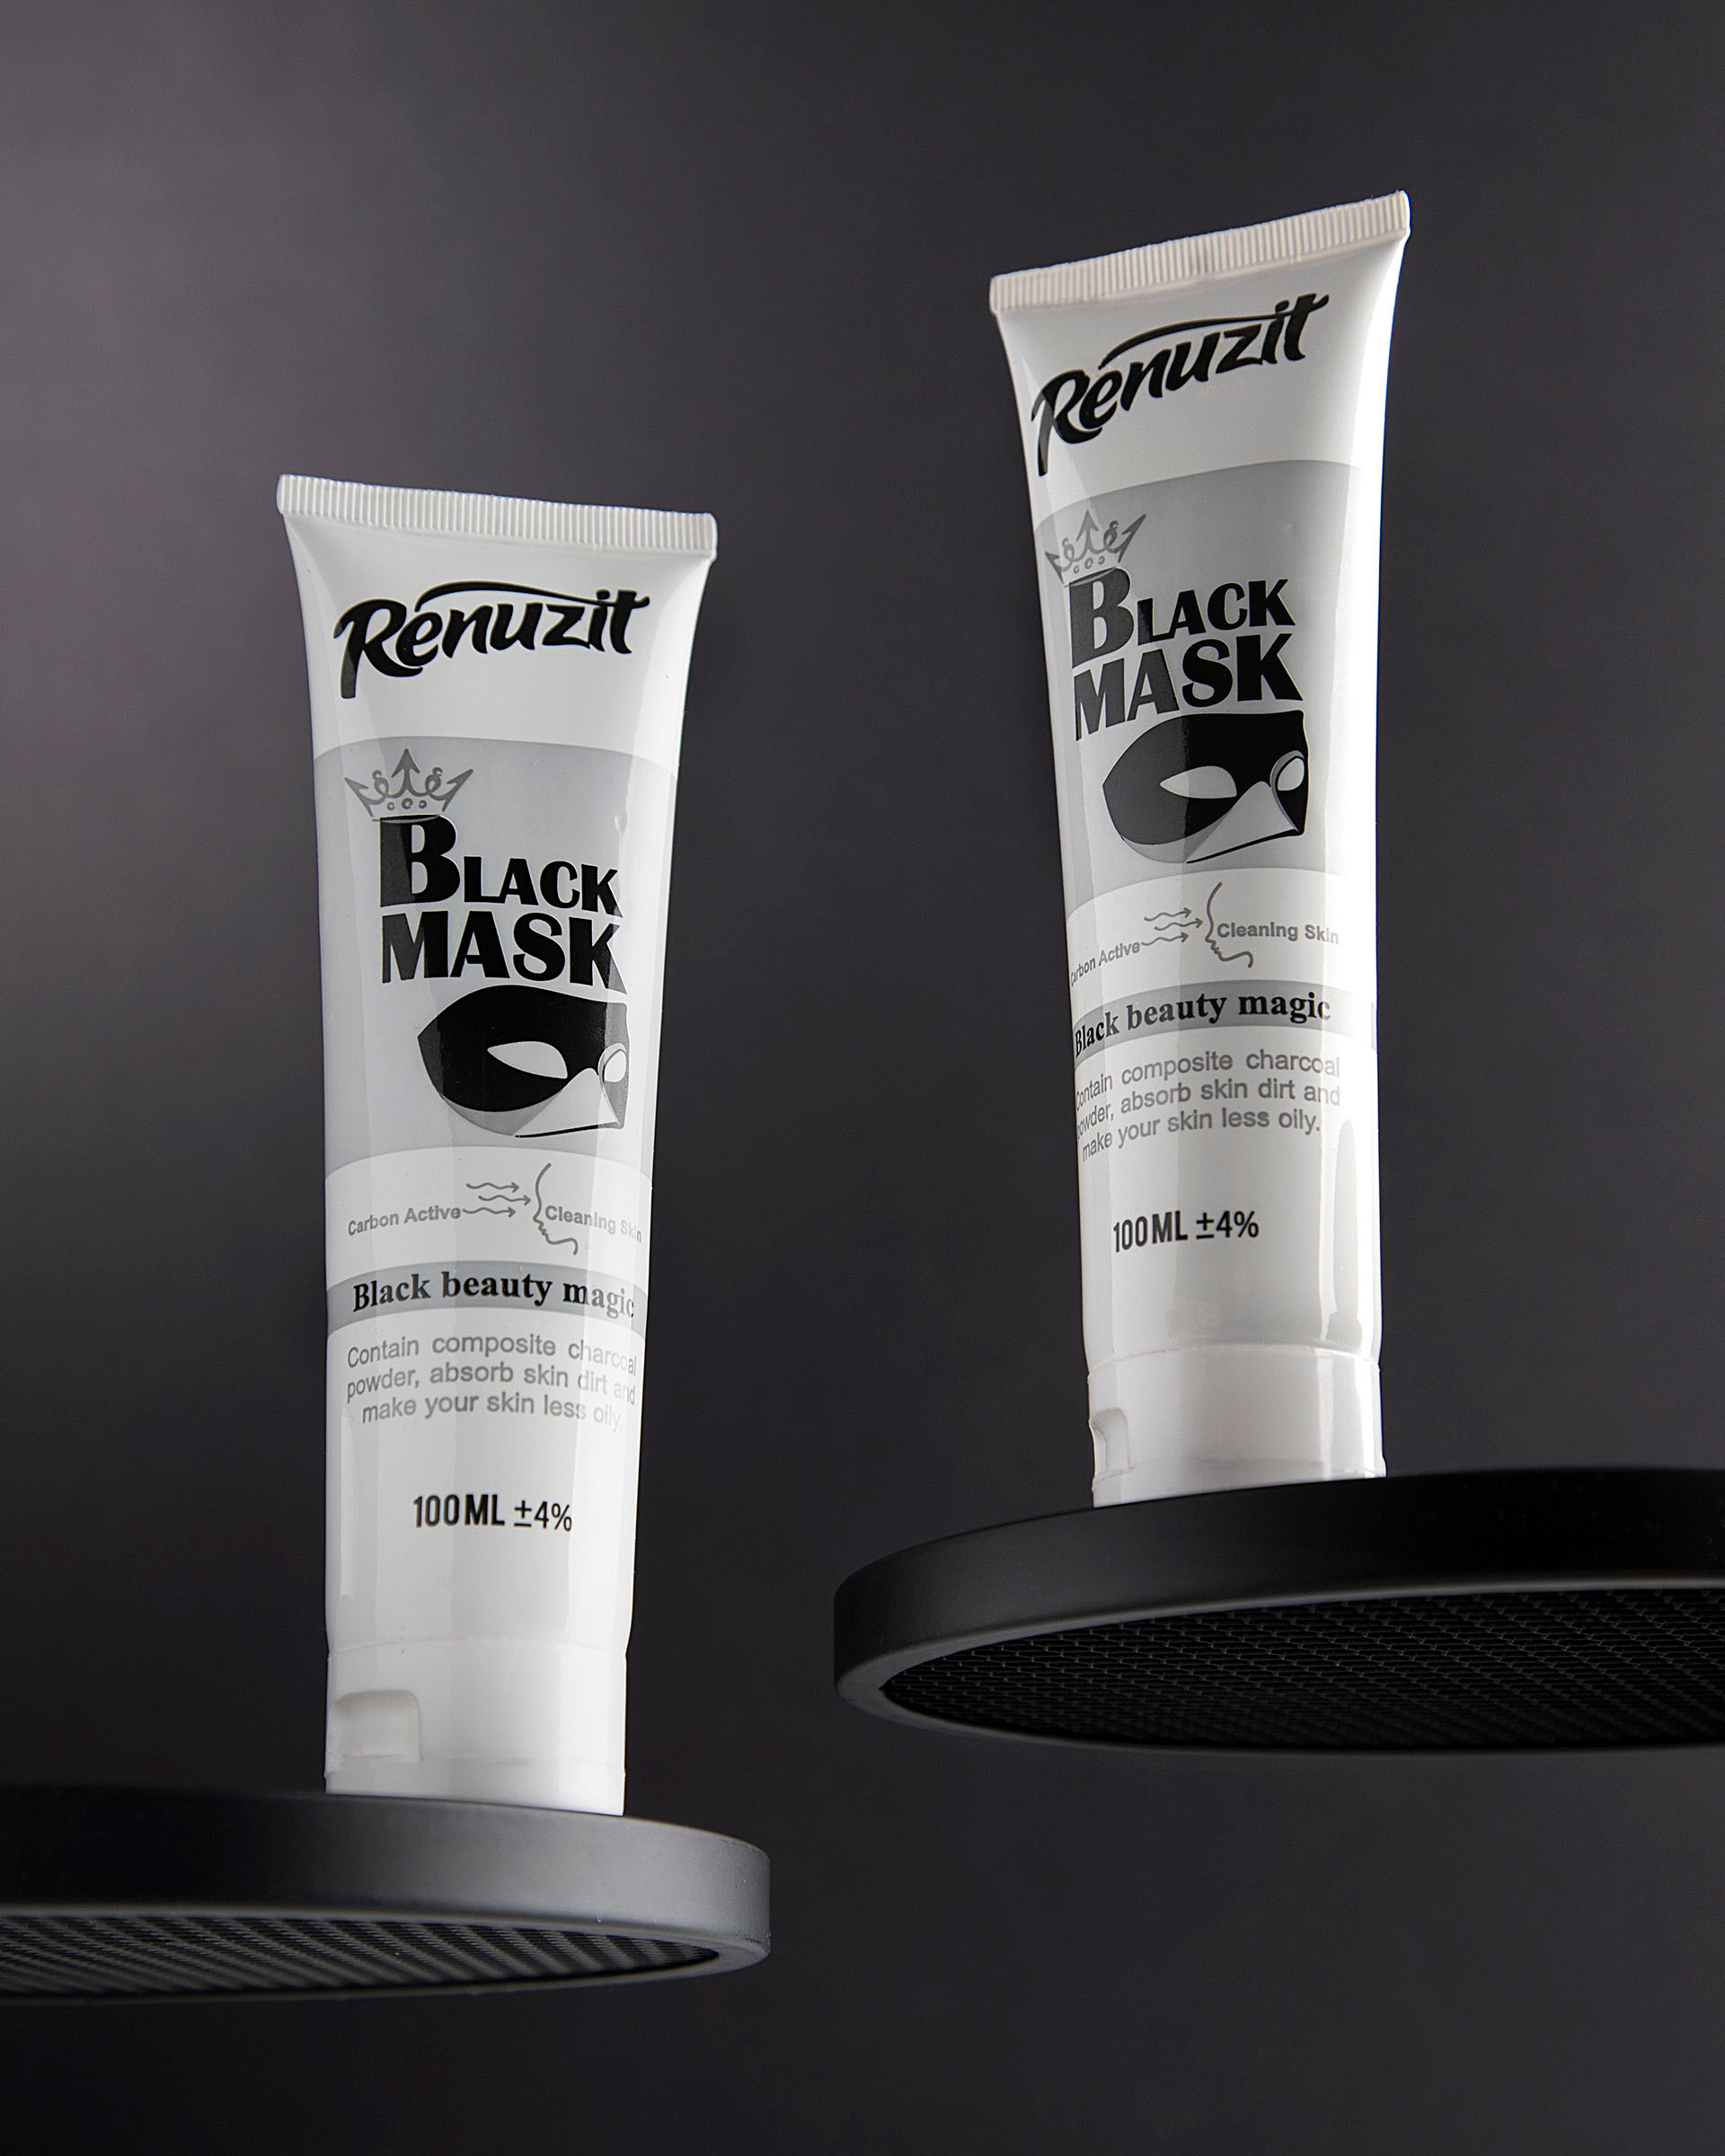 Renuzit
BLACK
MASK
Carbon Active
Cleaning Skin
Black beauty magic
Contain composite charcoal
powder, absorb skin dirt and
make your skin less oily.
100ML ±4%
Renuzit
BLACK
MASK
Carbon Active
Cleaning Skin
Black beauty magic
Contain composite charcoal
powder, absorb skin dirt and
make your skin less oily.
100ML ±4%